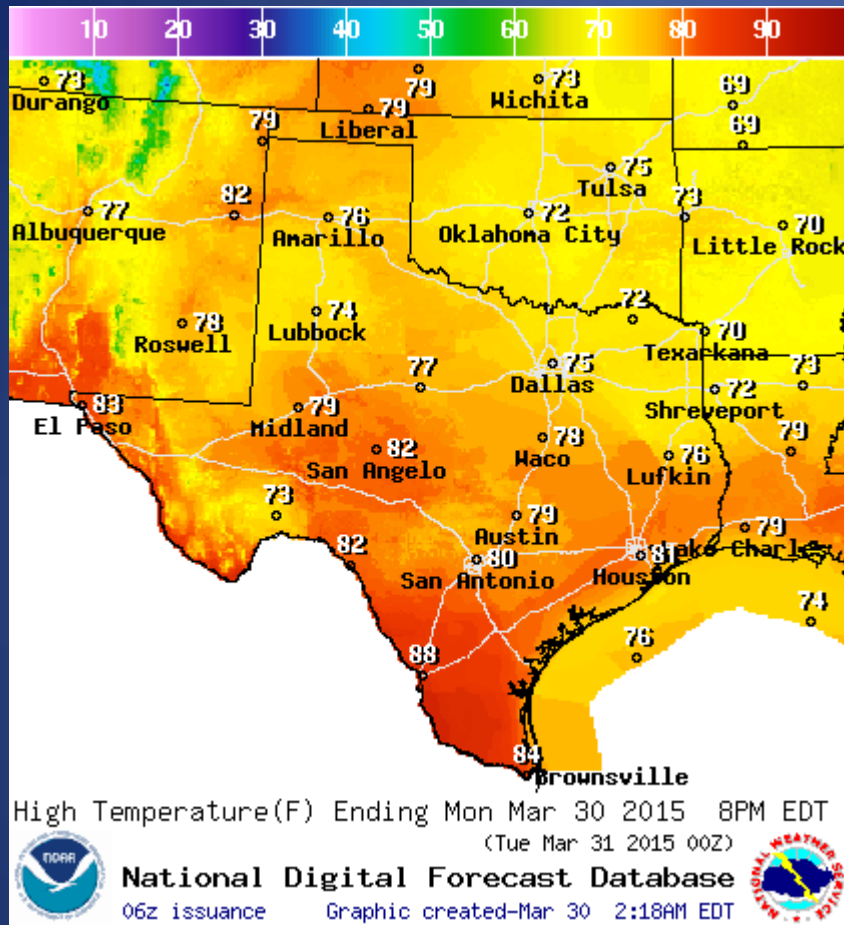 10 20 30 40 50 60 70 80 90
79
73 73
Durango 79 Wichita 69
Liberal
79 69
75
Tulsa
82 73
77 76 72 70
Albuquerque Amarillo Oklahoma City Little Rock
74 72
78 Lubbock 70
Roswell Texarkana
77 75 73
Dallas 72
83 79 Shreveport
El Paso Midland 78 79
82 Waco 76
San Angelo Lufkin
73 79 79
Austin Lake Charles
82 80 81
San Antonio Houston
74
88 76
84
Brownsville
High Temperature(F) Ending Mon Mar 30 2015 8PM EDT
(Tue Mar 31 2015 00Z)
NOAA
National Digital Forecast Database
06z issuance Graphic created-Mar 30 2:18AM EDT
NATIONAL WEATHER SERVICE